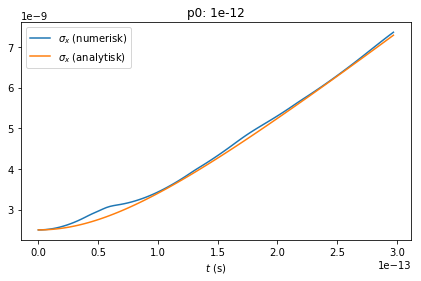 p0: 1e-12
1e−9
σx (numerisk)
σx (analytisk)
7
6
5
4
3
0.0 0.5 1.0 1.5 2.0 2.5 3.0
t (s)
1e−13